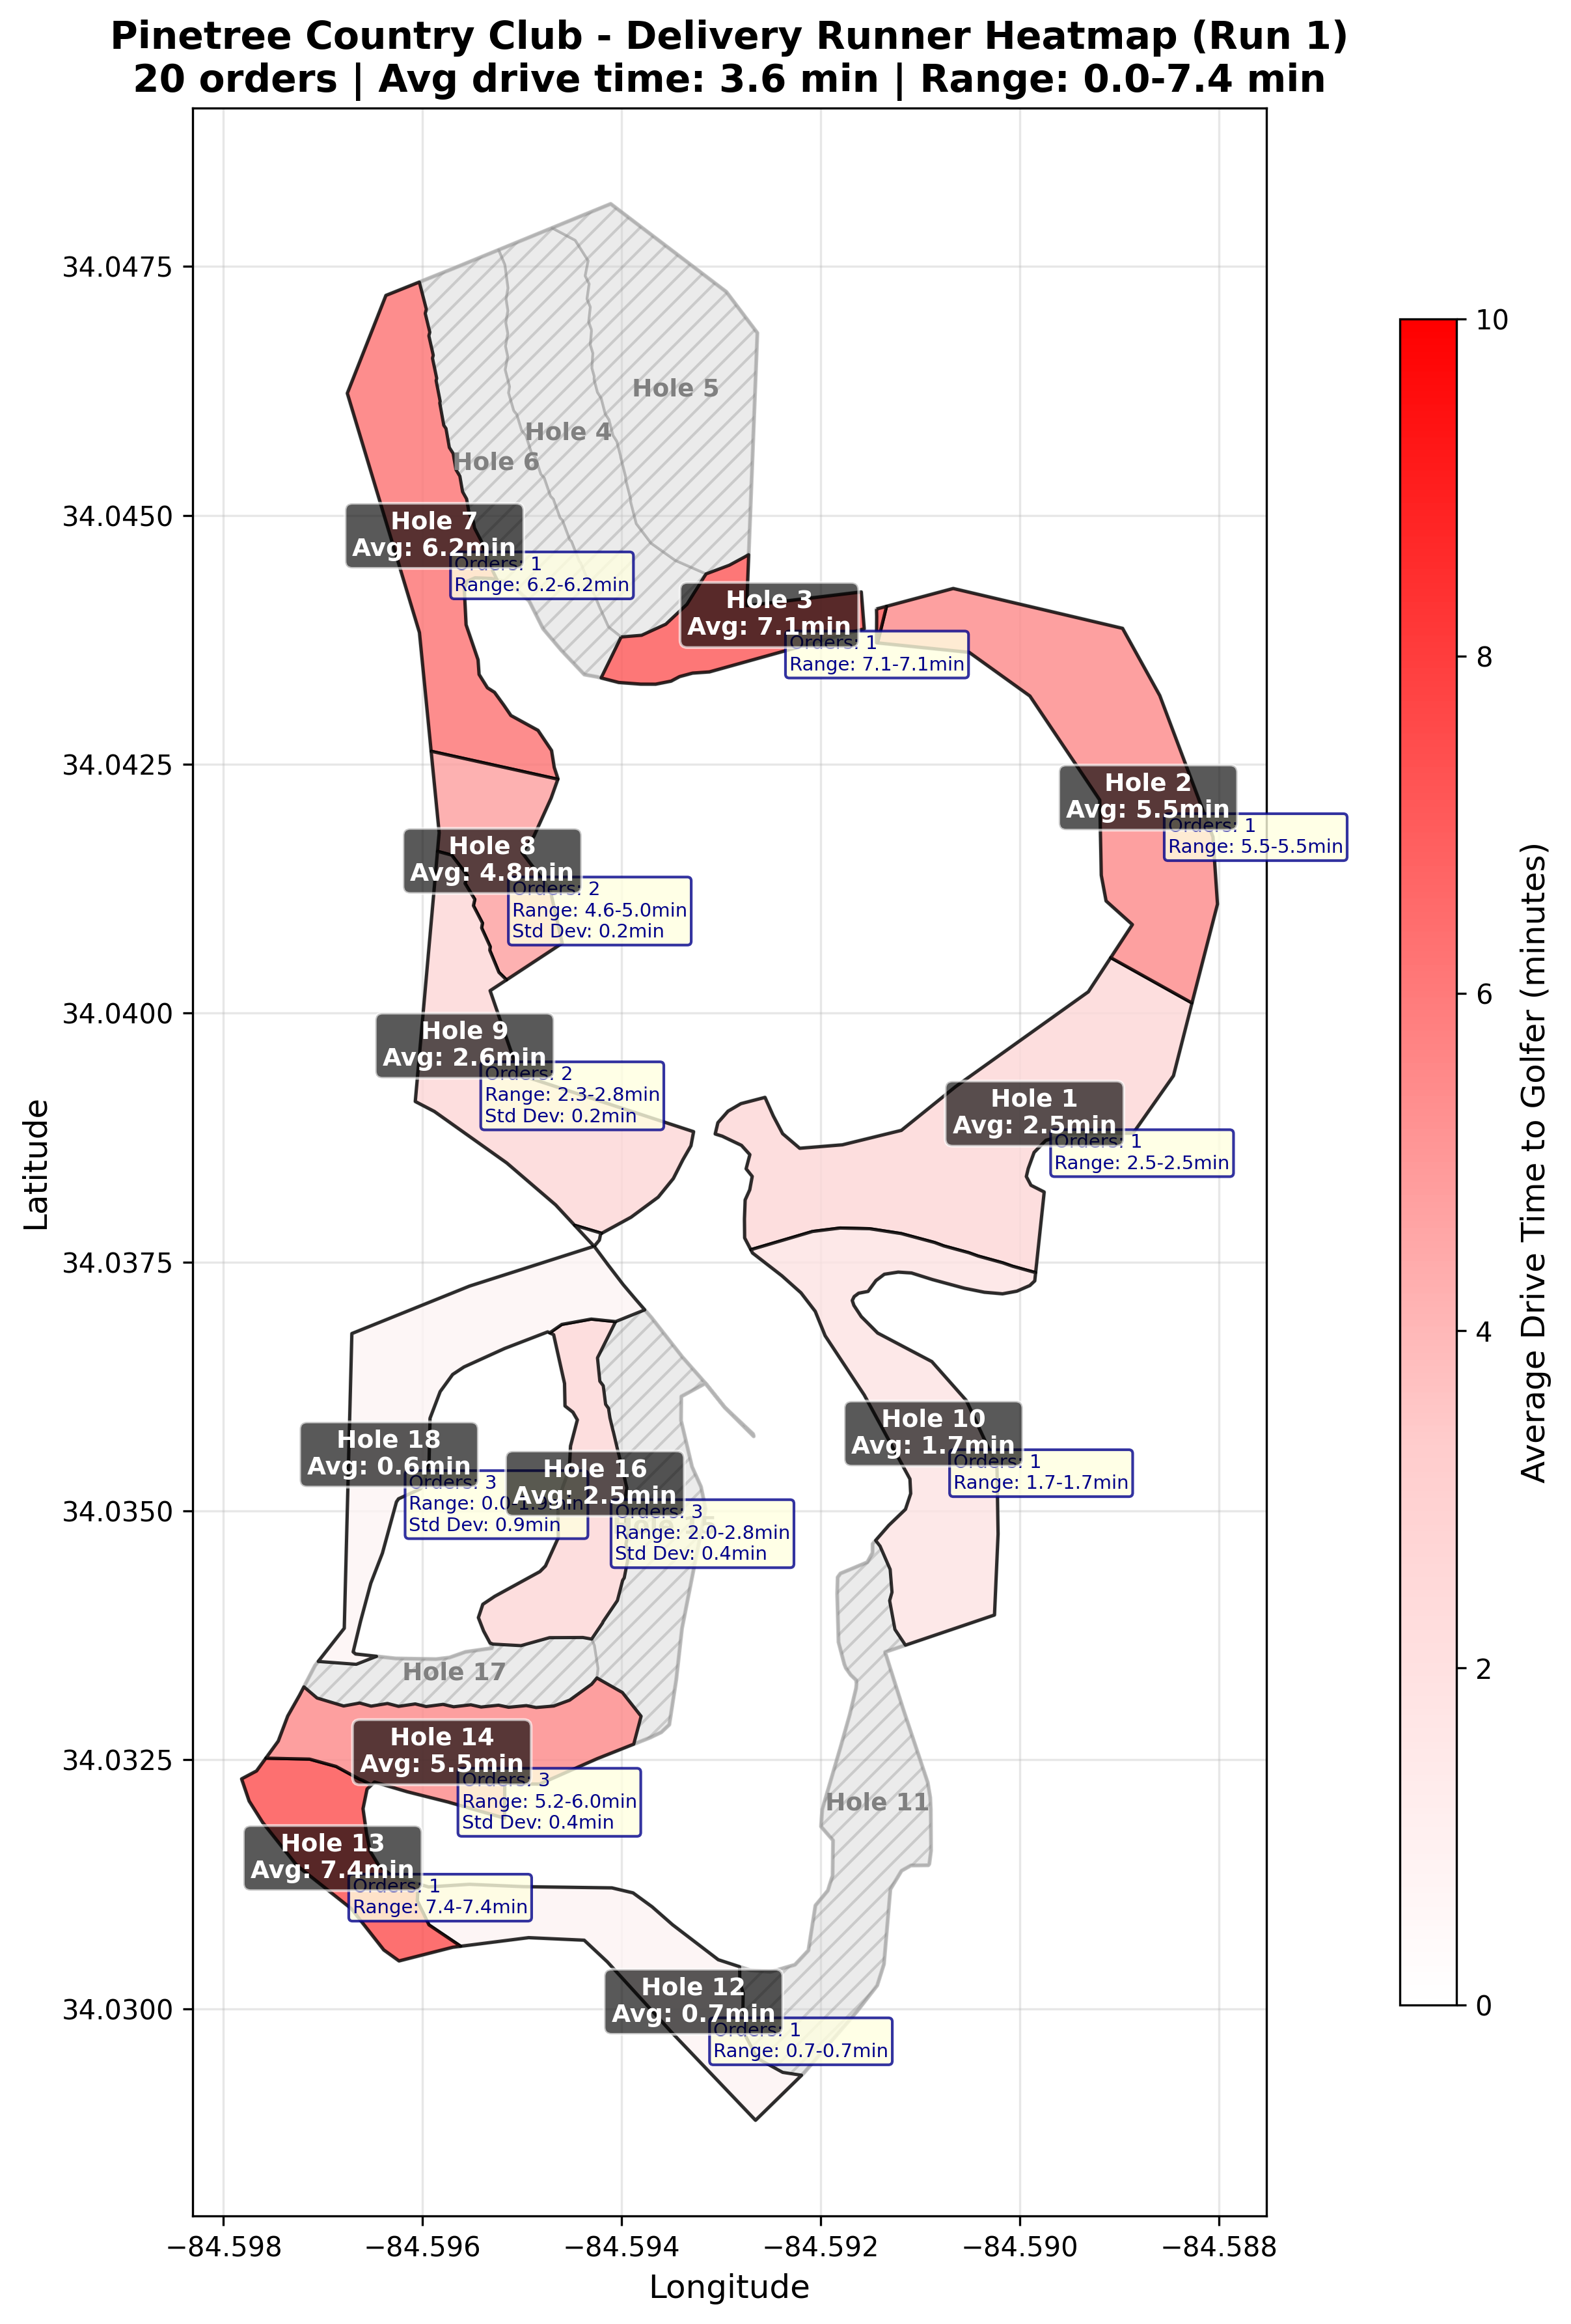 Pinetree Country Club - Delivery Runner Heatmap (Run 1)
20 orders | Avg drive time: 3.6 min | Range: 0.0-7.4 min
Latitude
34.0475
34.0450
34.0425
34.0400
34.0375
34.0350
34.0325
34.0300
Hole 5
Hole 4
Hole 6
Hole 7
Avg: 6.2min
Orders: 1
Range: 6.2-6.2min
Hole 3
Avg: 7.1min
Orders: 1
Range: 7.1-7.1min
Hole 2
Avg: 5.5min
Orders: 1
Range: 5.5-5.5min
Hole 8
Avg: 4.8min
Orders: 2
Range: 4.6-5.0min
Std Dev: 0.2min
Hole 9
Avg: 2.6min
Orders: 2
Range: 2.3-2.8min
Std Dev: 0.2min
Hole 1
Avg: 2.5min
Orders: 1
Range: 2.5-2.5min
Hole 10
Avg: 1.7min
Orders: 1
Range: 1.7-1.7min
Hole 18
Avg: 0.6min
Orders: 3
Range: 0.0-1.9min
Std Dev: 0.9min
Hole 16
Avg: 2.5min
Orders: 3
Range: 2.0-2.8min
Std Dev: 0.4min
Hole 17
Hole 14
Avg: 5.5min
Orders: 3
Range: 5.2-6.0min
Std Dev: 0.4min
Hole 11
Hole 13
Avg: 7.4min
Orders: 1
Range: 7.4-7.4min
Hole 12
Avg: 0.7min
Orders: 1
Range: 0.7-0.7min
−84.598
−84.596
−84.594
−84.592
−84.590
−84.588
Longitude
10
8
6
4
2
0
Average Drive Time to Golfer (minutes)